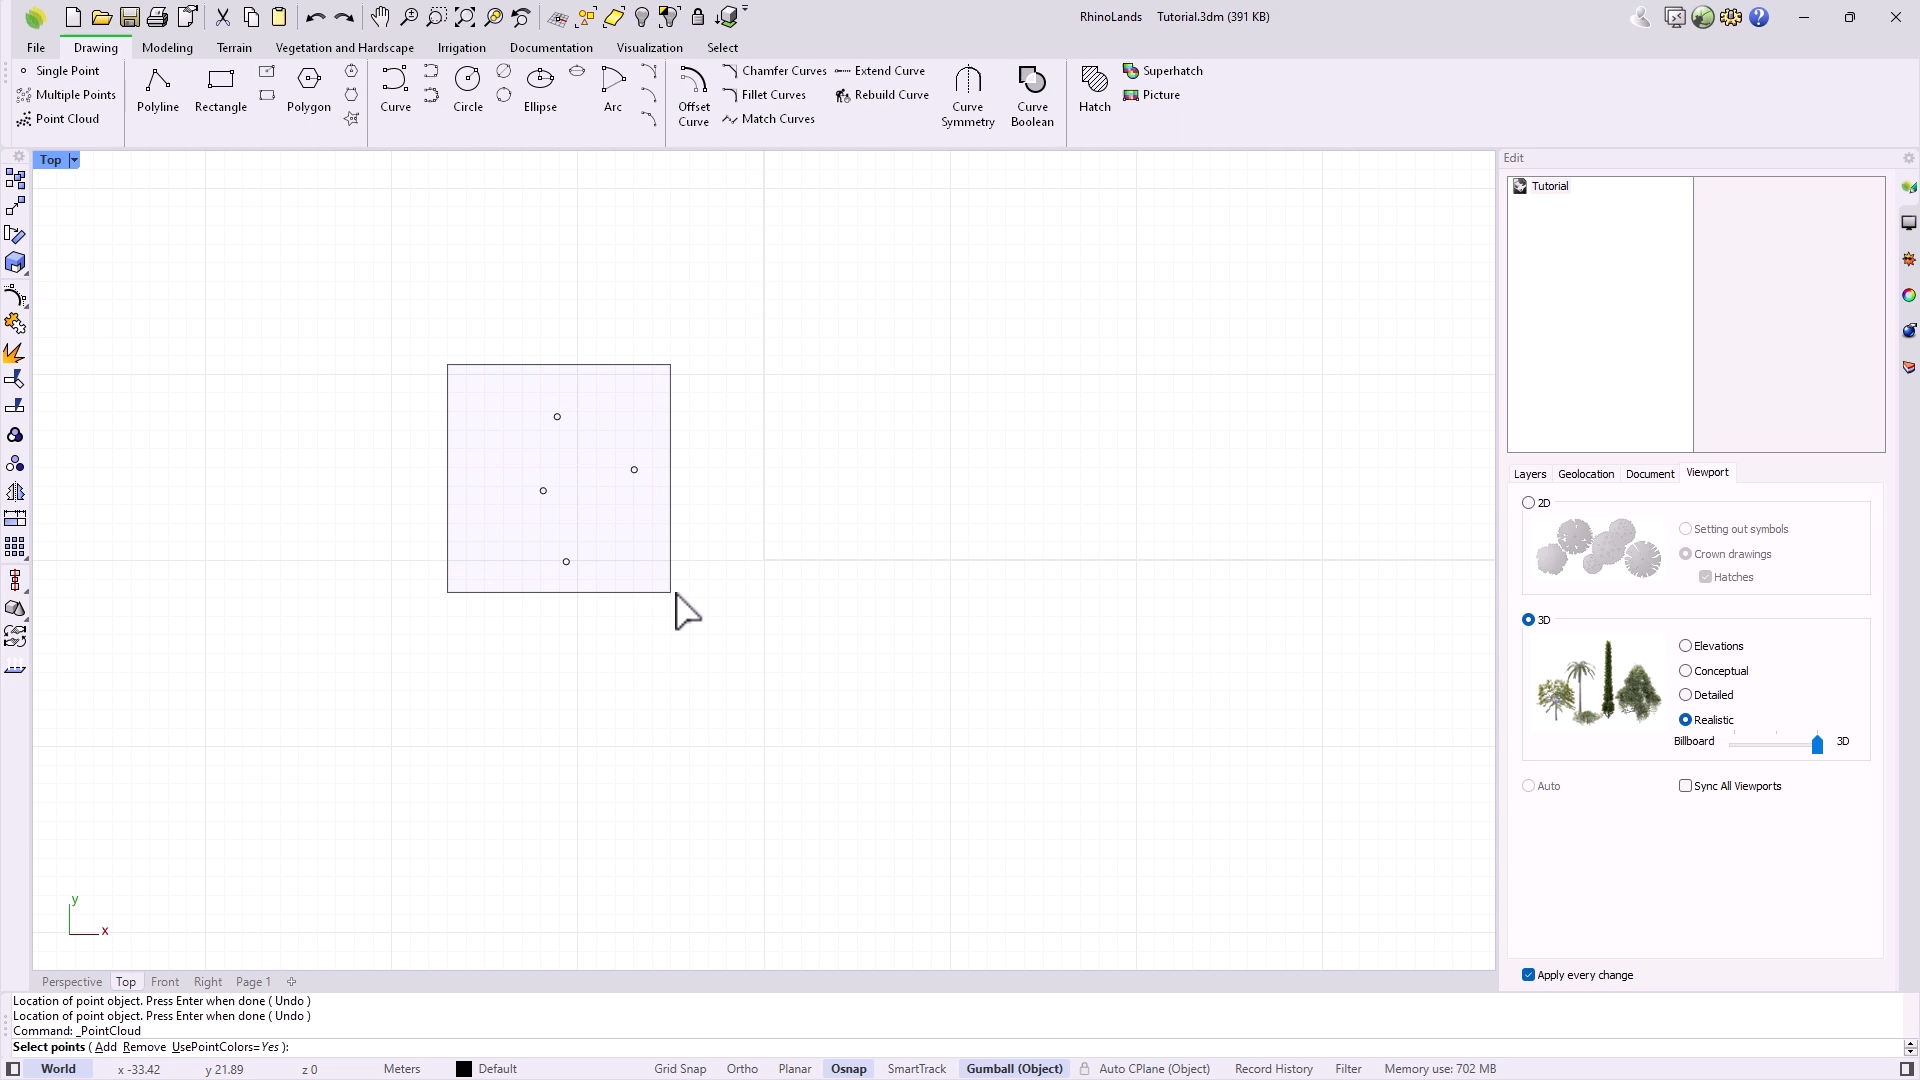 RhinoLands Tutorial.3dm (391 KB)
File Drawing Modeling Terrain Vegetation and Hardscape Irrigation Documentation Visualization Select
Single Point
Multiple Points
Point Cloud
Polyline
Rectangle
Polygon
Curve
Circle
Ellipse
Arc
Offset
Curve
Chamfer Curves
Fillet Curves
Match Curves
Extend Curve
Rebuild Curve
Curve
Symmetry
Curve
Boolean
Hatch
Superhatch
Picture
Top
Edit
Tutorial
Layers Geolocation Document Viewport
2D
Setting out symbols
Crown drawings
Hatches
3D
Elevations
Conceptual
Detailed
Realistic
Billboard 3D
Auto Sync All Viewports
Apply every change
y
x
Perspective Top Front Right Page 1
Location of point object. Press Enter when done ( Undo )
Location of point object. Press Enter when done ( Undo )
Command: _PointCloud
Select points ( Add Remove UsePointColors=Yes ):
World x -33.42 y 21.89 z 0 Meters Default Grid Snap Ortho Planar Osnap SmartTrack Gumball (Object) Auto CPlane (Object) Record History Filter Memory use: 702 MB